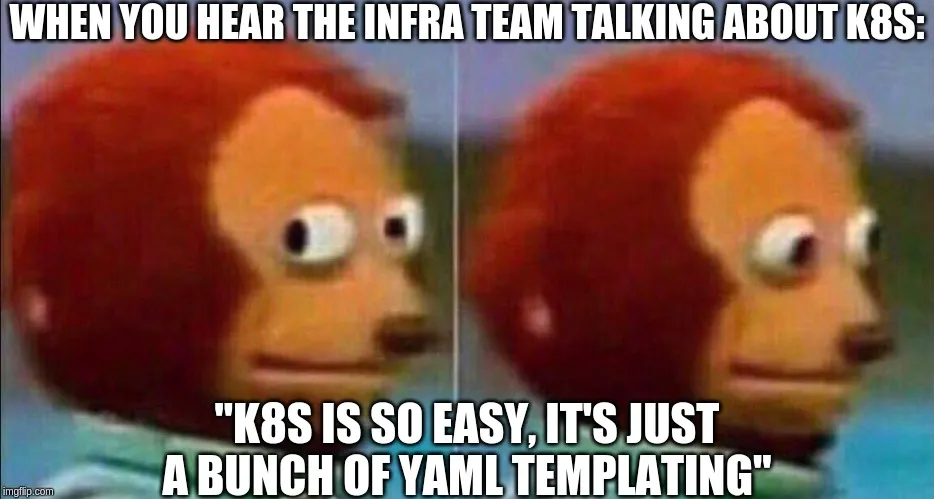 WHEN YOU HEAR THE INFRA TEAM TALKING ABOUT K8S:
"K8S IS SO EASY, IT'S JUST
A BUNCH OF YAML TEMPLATING"
imgflip.com